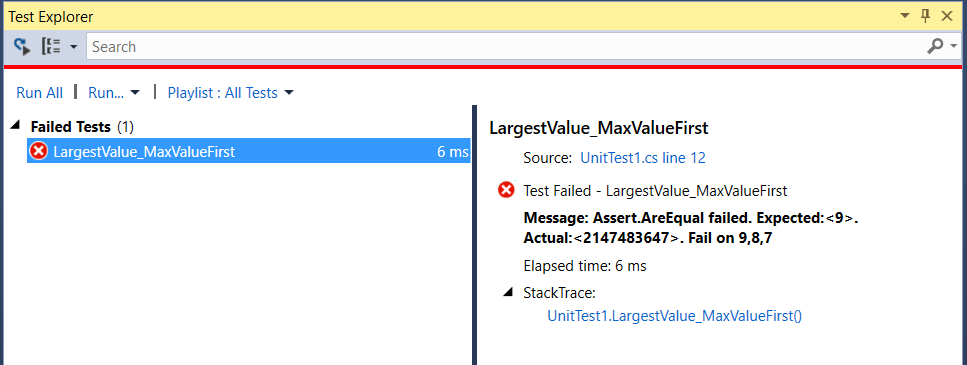 Test Explorer
Search
Run All | Run... | Playlist : All Tests
Failed Tests (1)
LargestValue_MaxValueFirst 6 ms
LargestValue_MaxValueFirst
Source: UnitTest1.cs line 12
Test Failed - LargestValue_MaxValueFirst
Message: Assert.AreEqual failed. Expected:<9>.
Actual:<2147483647>. Fail on 9,8,7
Elapsed time: 6 ms
StackTrace:
UnitTest1.LargestValue_MaxValueFirst()